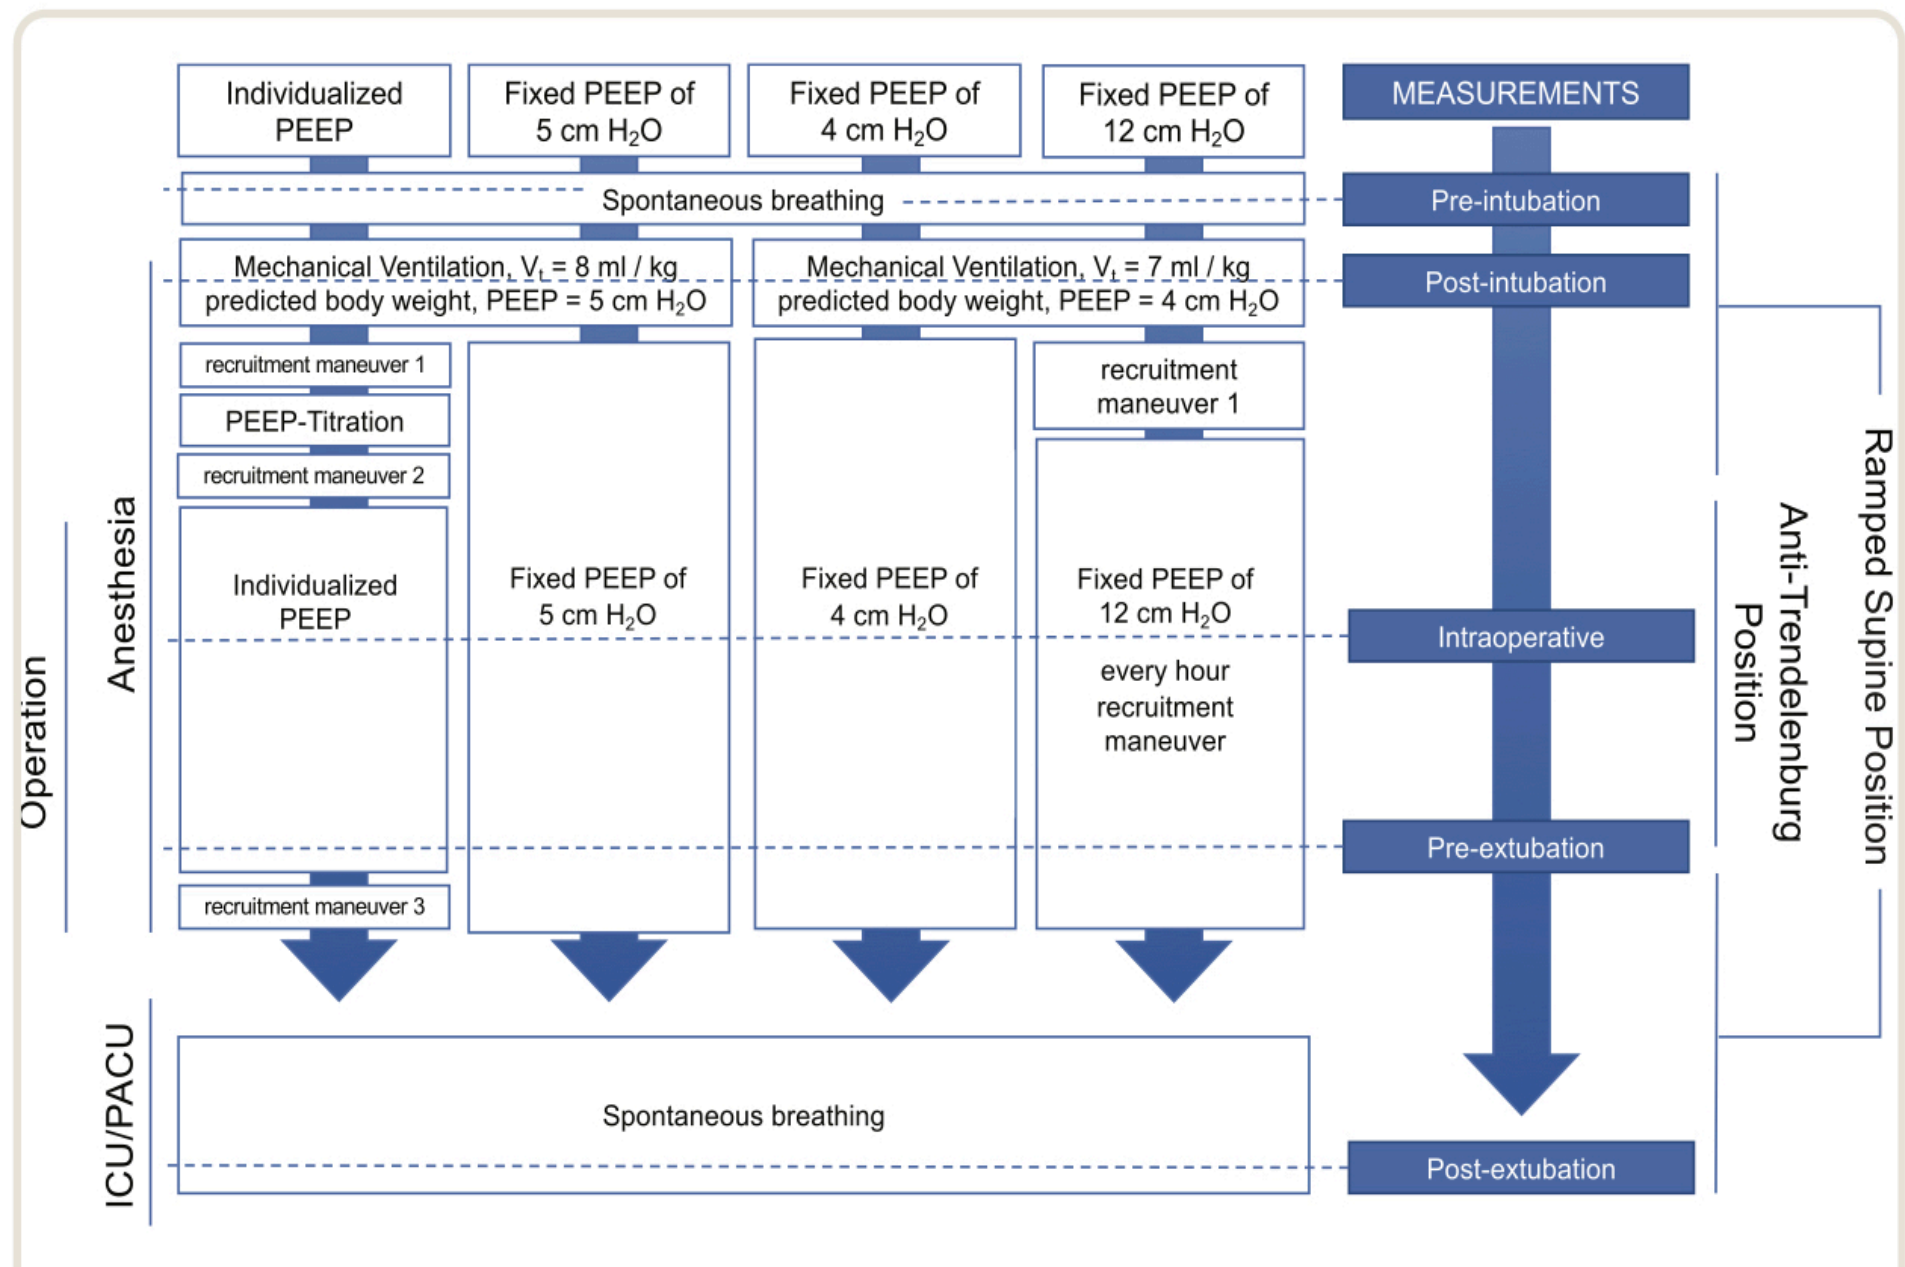 Individualized
PEEP
Fixed PEEP of
5 cm H₂O
Fixed PEEP of
4 cm H₂O
Fixed PEEP of
12 cm H₂O
MEASUREMENTS
Spontaneous breathing
Pre-intubation
Mechanical Ventilation, Vₜ = 8 ml / kg
predicted body weight, PEEP = 5 cm H₂O
Mechanical Ventilation, Vₜ = 7 ml / kg
predicted body weight, PEEP = 4 cm H₂O
Post-intubation
recruitment maneuver 1
PEEP-Titration
recruitment maneuver 2
recruitment
maneuver 1
Individualized
PEEP
Fixed PEEP of
5 cm H₂O
Fixed PEEP of
4 cm H₂O
Fixed PEEP of
12 cm H₂O
every hour
recruitment
maneuver
Intraoperative
Pre-extubation
recruitment maneuver 3
Spontaneous breathing
Post-extubation
Operation
Anesthesia
ICU/PACU
Anti-Trendelenburg
Position
Ramped Supine Position